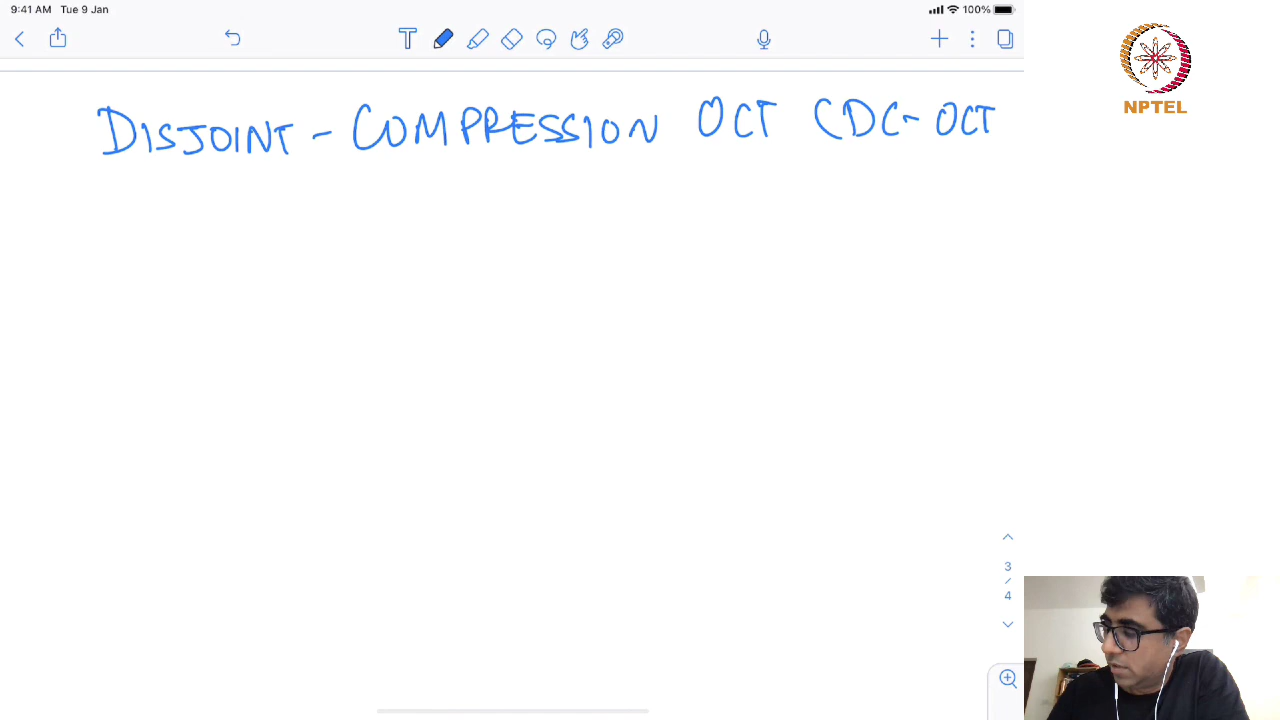 9:41 AM Tue 9 Jan
100%
T
NPTEL
DISJOINT - COMPRESSION OCT (DC- OCT
3
/
4